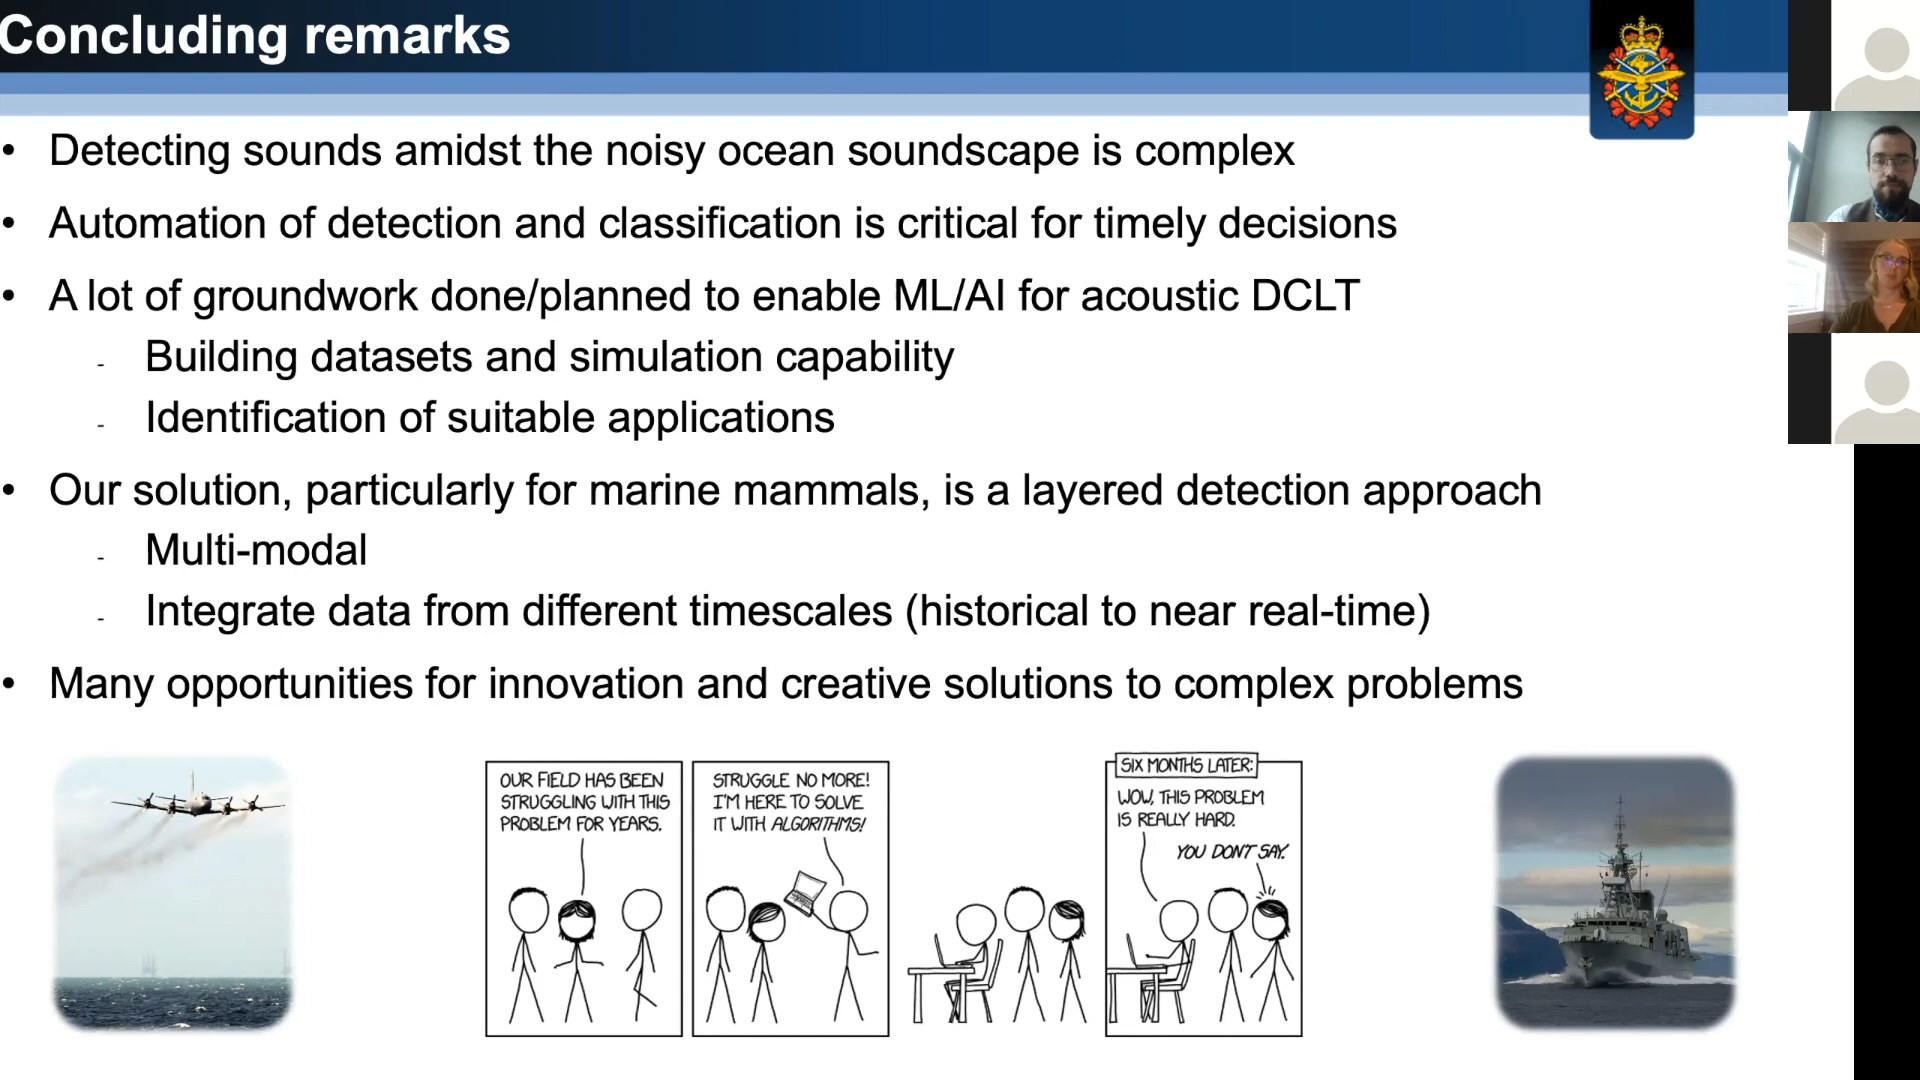 Concluding remarks
• Detecting sounds amidst the noisy ocean soundscape is complex
• Automation of detection and classification is critical for timely decisions
• A lot of groundwork done/planned to enable ML/AI for acoustic DCLT
- Building datasets and simulation capability
- Identification of suitable applications
• Our solution, particularly for marine mammals, is a layered detection approach
- Multi-modal
- Integrate data from different timescales (historical to near real-time)
• Many opportunities for innovation and creative solutions to complex problems
OUR FIELD HAS BEEN
STRUGGLING WITH THIS
PROBLEM FOR YEARS.
STRUGGLE NO MORE!
I'M HERE TO SOLVE
IT WITH ALGORITHMS!
SIX MONTHS LATER:
WOW, THIS PROBLEM
IS REALLY HARD.
YOU DON'T SAY.